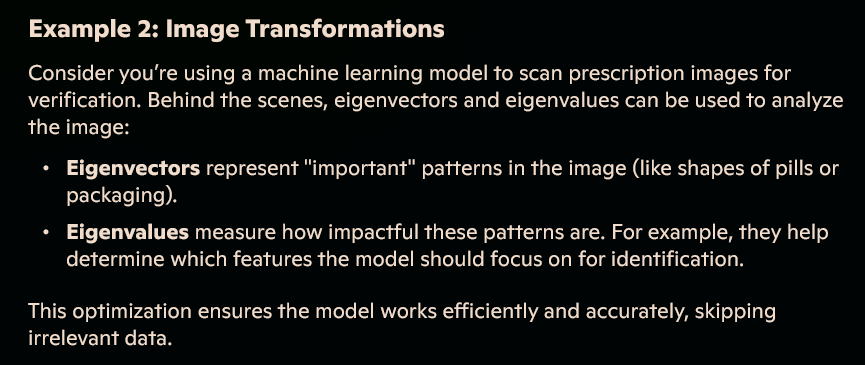 Example 2: Image Transformations
Consider you’re using a machine learning model to scan prescription images for
verification. Behind the scenes, eigenvectors and eigenvalues can be used to analyze
the image:
• Eigenvectors represent "important" patterns in the image (like shapes of pills or
packaging).
• Eigenvalues measure how impactful these patterns are. For example, they help
determine which features the model should focus on for identification.
This optimization ensures the model works efficiently and accurately, skipping
irrelevant data.